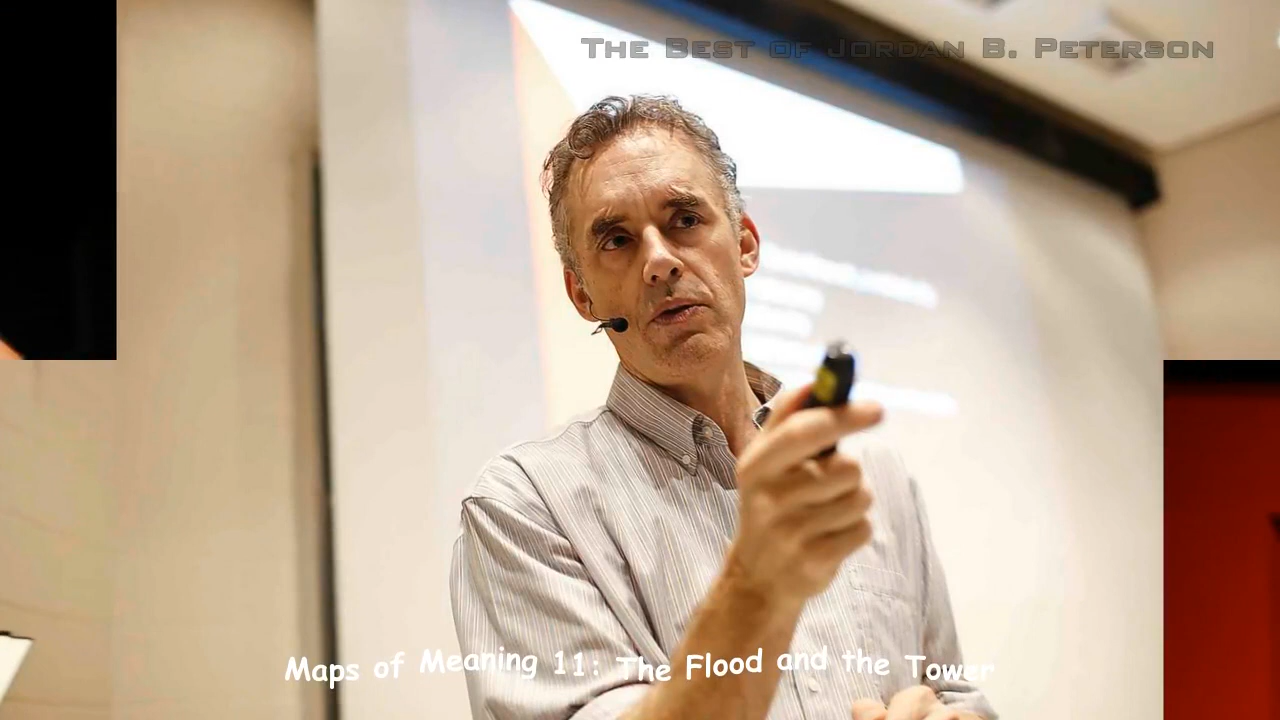 The Best of Jordan B. Peterson
Maps of Meaning 11: The Flood and the Tower